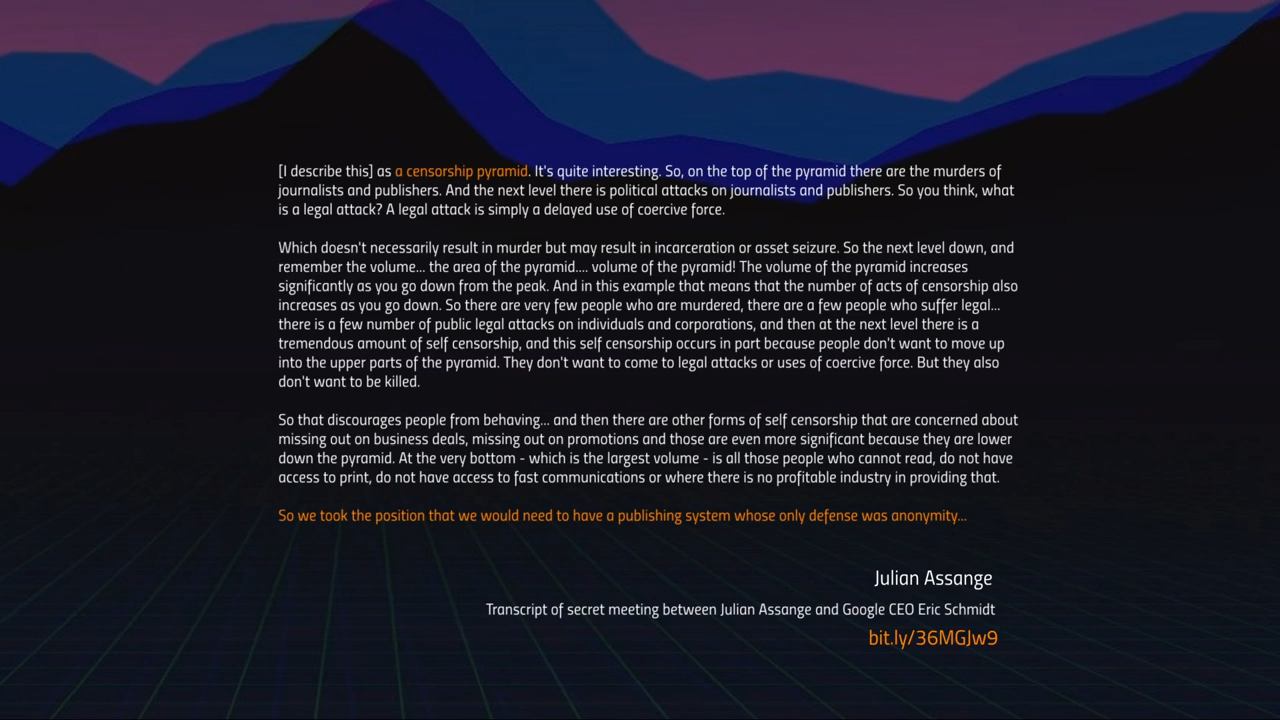 [I describe this] as a censorship pyramid. It's quite interesting. So, on the top of the pyramid there are the murders of
journalists and publishers. And the next level there is political attacks on journalists and publishers. So you think, what
is a legal attack? A legal attack is simply a delayed use of coercive force.
Which doesn't necessarily result in murder but may result in incarceration or asset seizure. So the next level down, and
remember the volume... the area of the pyramid.... volume of the pyramid! The volume of the pyramid increases
significantly as you go down from the peak. And in this example that means that the number of acts of censorship also
increases as you go down. So there are very few people who are murdered, there are a few people who suffer legal...
there is a few number of public legal attacks on individuals and corporations, and then at the next level there is a
tremendous amount of self censorship, and this self censorship occurs in part because people don't want to move up
into the upper parts of the pyramid. They don't want to come to legal attacks or uses of coercive force. But they also
don't want to be killed.
So that discourages people from behaving... and then there are other forms of self censorship that are concerned about
missing out on business deals, missing out on promotions and those are even more significant because they are lower
down the pyramid. At the very bottom - which is the largest volume - is all those people who cannot read, do not have
access to print, do not have access to fast communications or where there is no profitable industry in providing that.
So we took the position that we would need to have a publishing system whose only defense was anonymity...
Julian Assange
Transcript of secret meeting between Julian Assange and Google CEO Eric Schmidt
bit.ly/36MGJw9